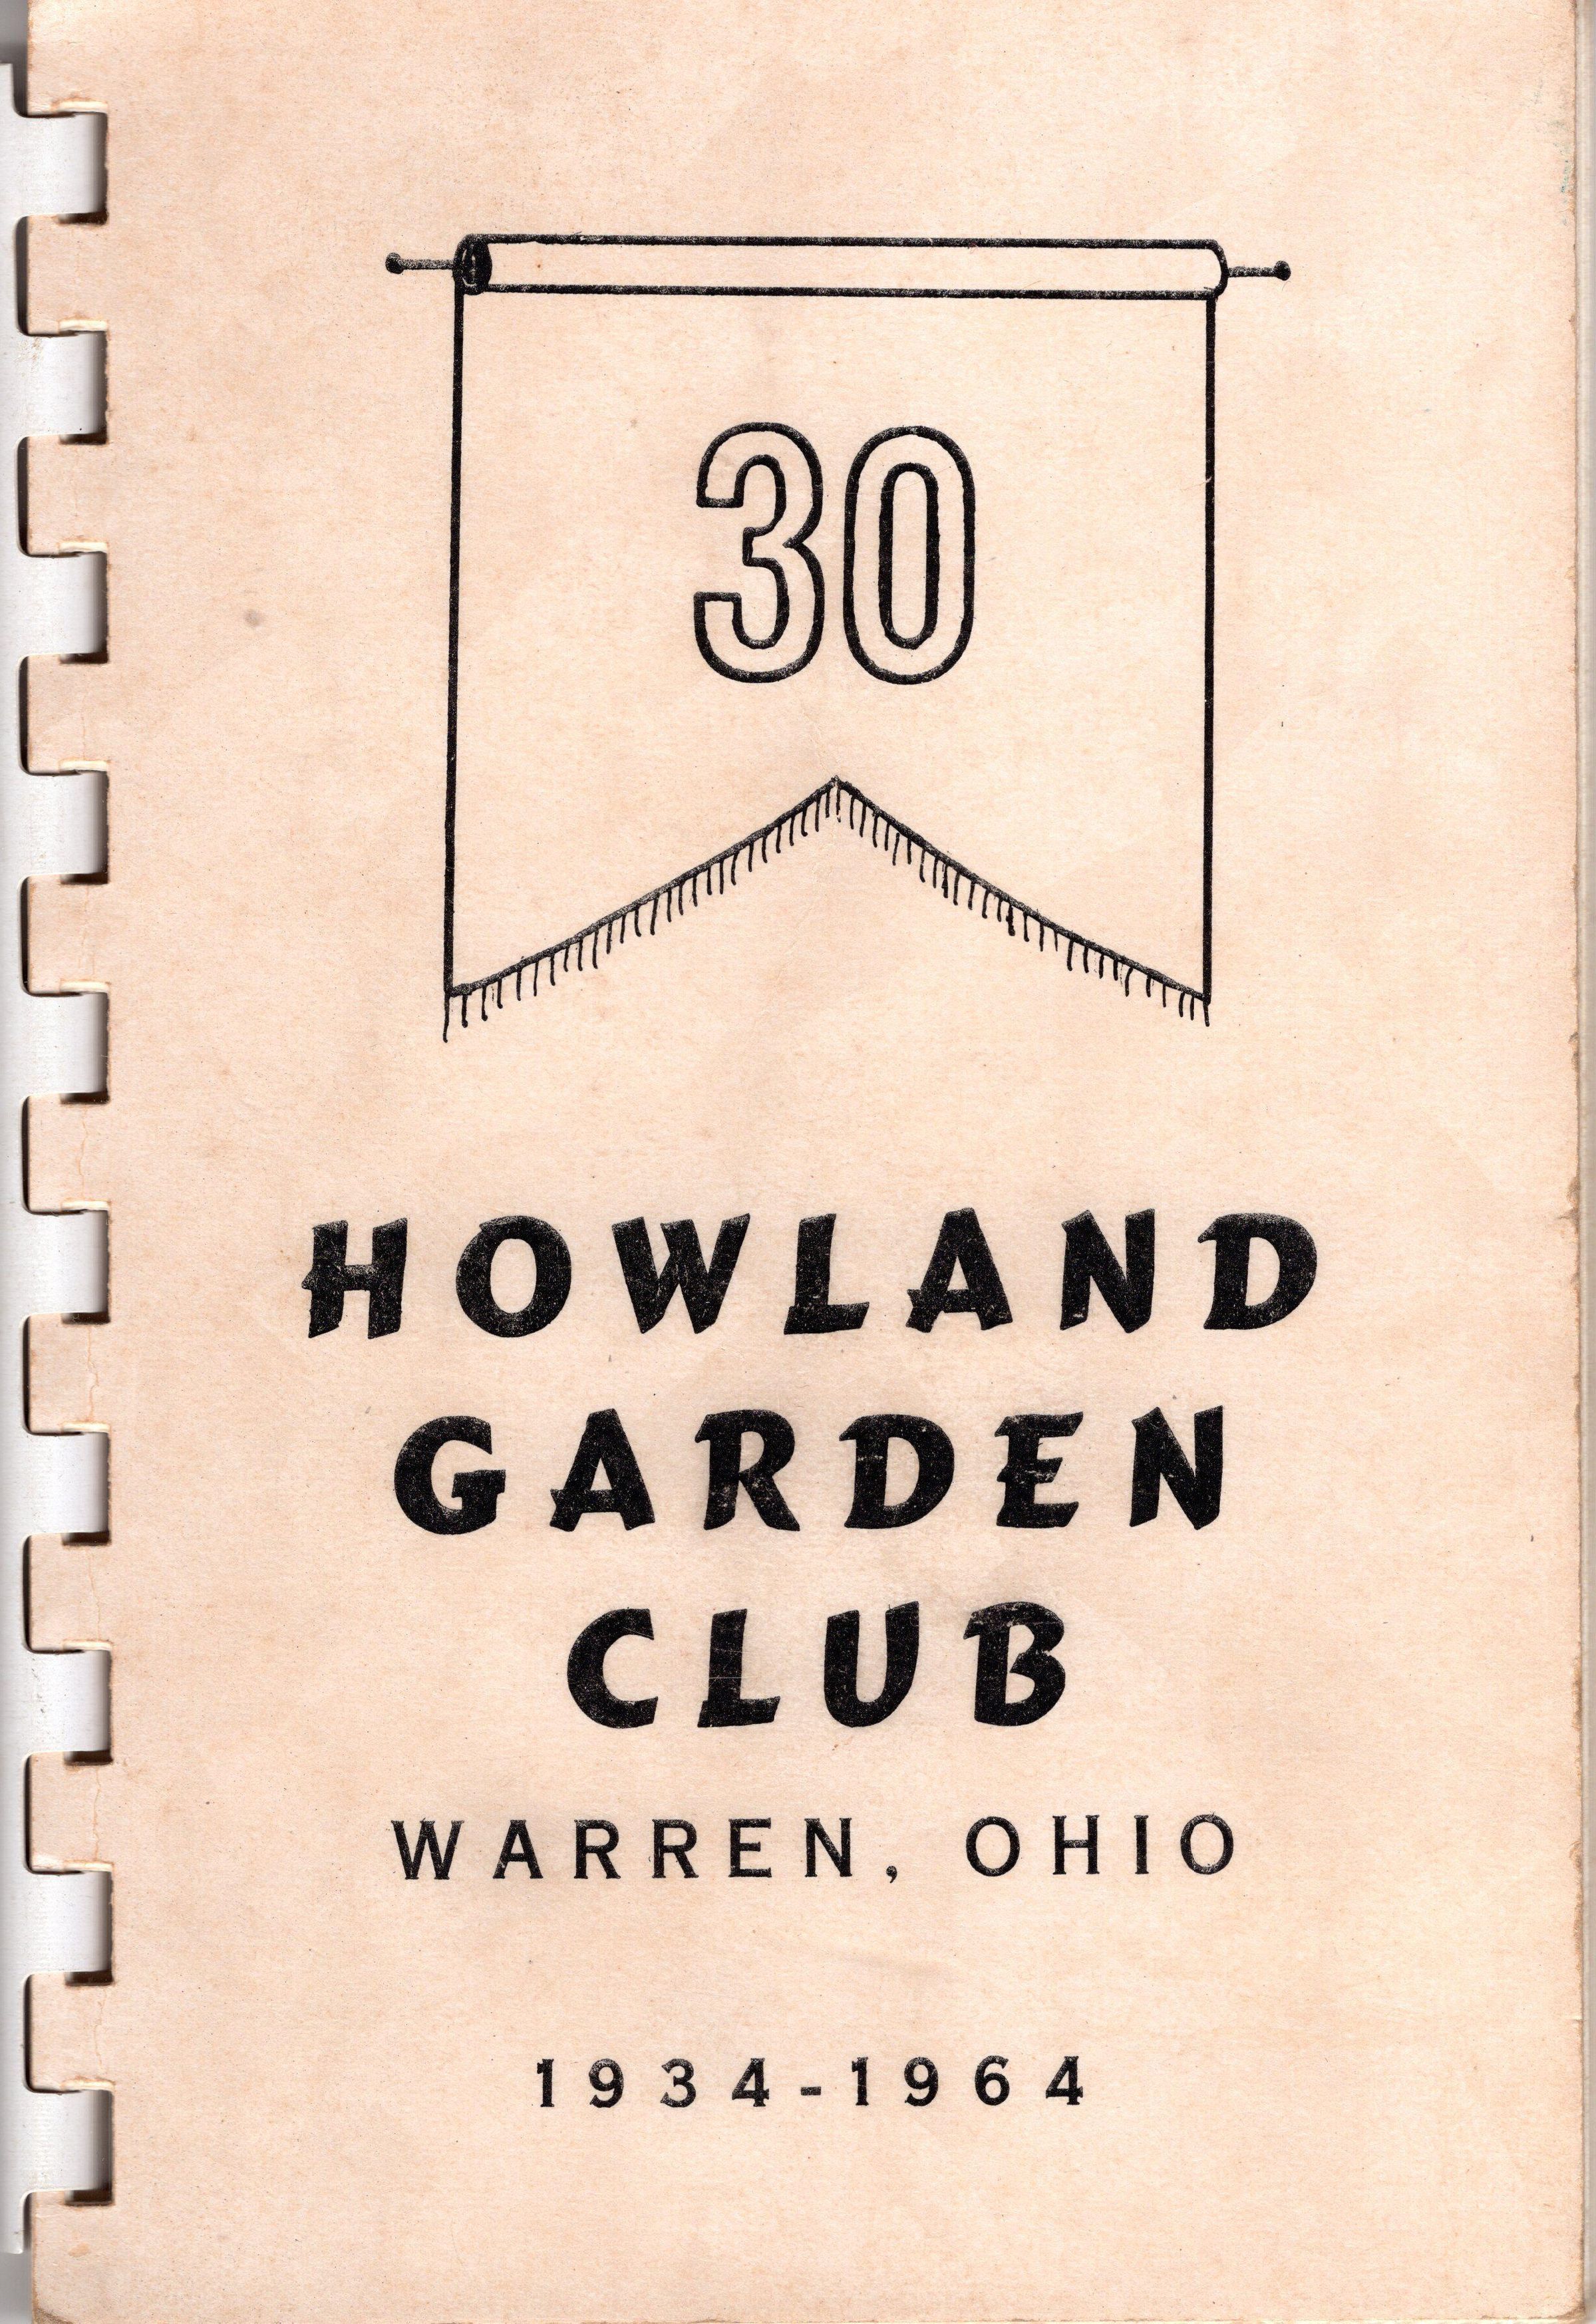 30
HOWLAND
GARDEN
CLUB
WARREN, OHIO
1934-1964